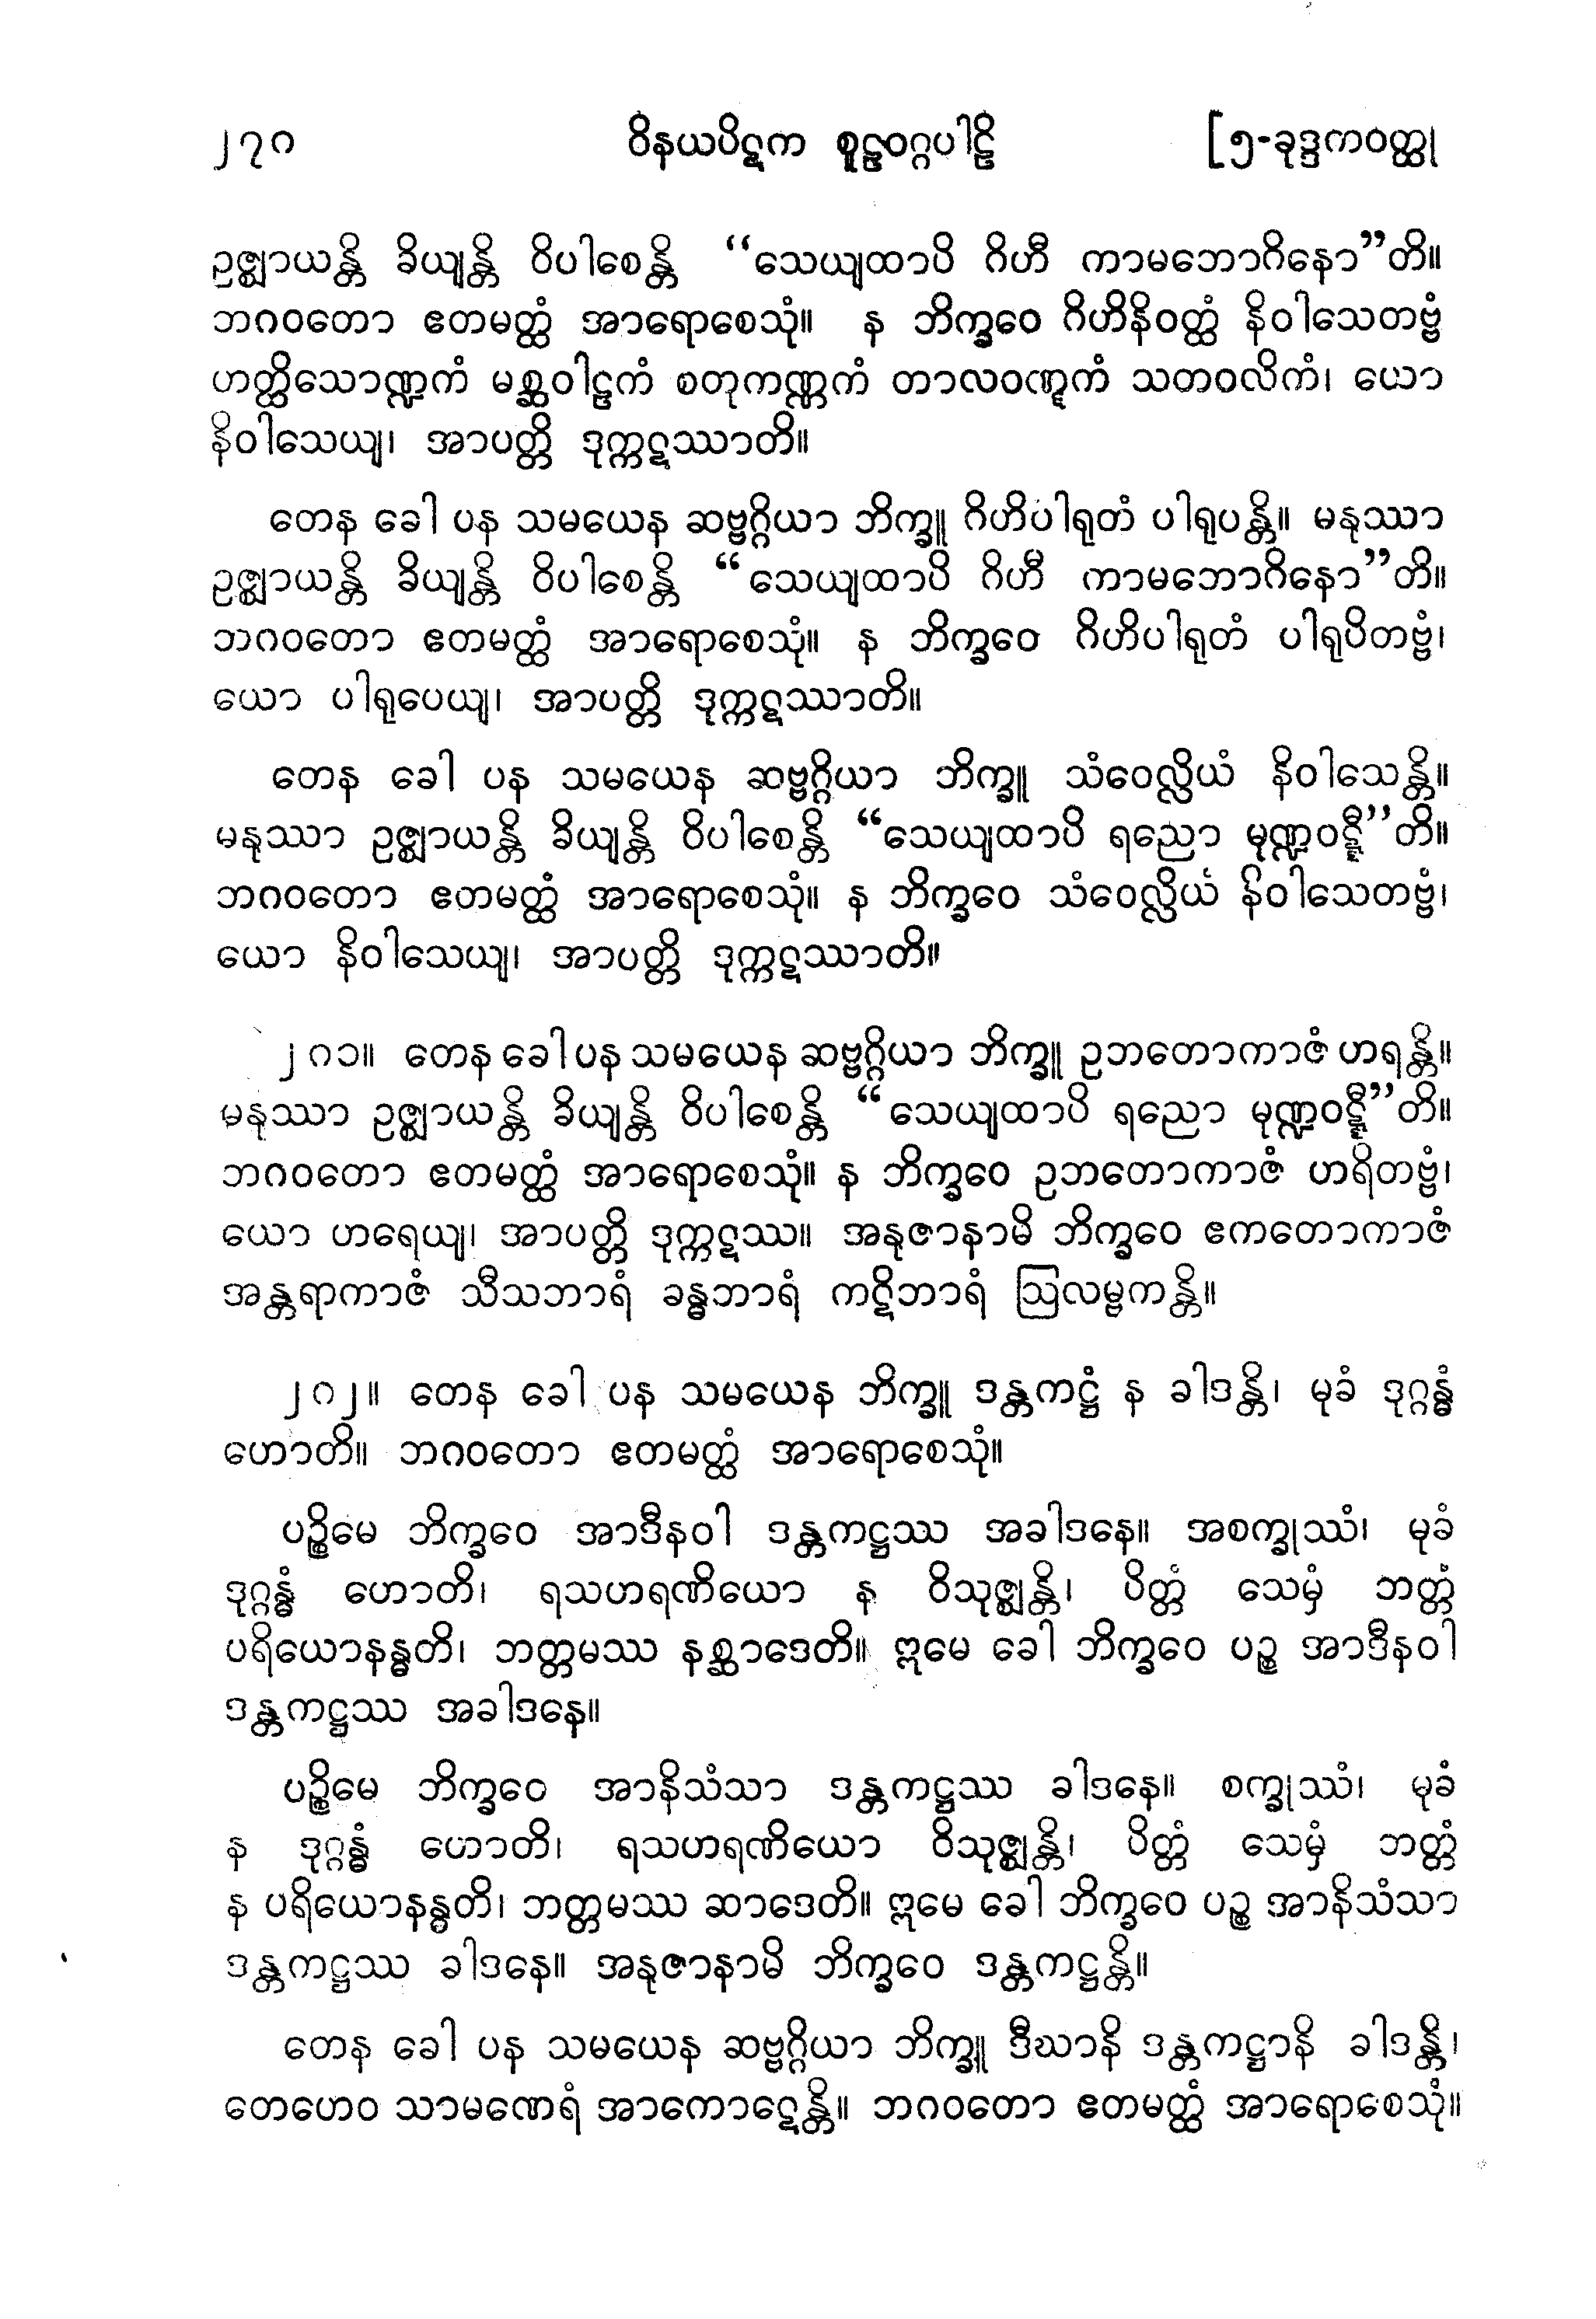 ၂၇၀ ဝိနယပိဋက စူဠဝဂ္ဂပါဠိ [၅-ခုဒ္ဒကဝတ္ထု
ဥဇ္ဈာယန္တိ ခိယျန္တိ ဝိပါစေန္တိ “သေယျထာပိ ဂိဟီ ကာမဘောဂိနော”တိ။
ဘဂဝတော ဧတမတ္ထံ အာရောစေသုံ။ န ဘိက္ခဝေ ဂိဟိနိဝတ္ထံ နိဝါသေတဗ္ဗံ
ဟတ္ထိသောဏ္ဍကံ မစ္ဆဝါဠကံ စတုကဏ္ဏကံ တာလဝဏ္ဋကံ သတဝလိကံ၊ ယော
နိဝါသေယျ၊ အာပတ္တိ ဒုက္ကဋဿာတိ။
တေန ခေါ ပန သမယေန ဆဗ္ဗဂ္ဂိယာ ဘိက္ခူ ဂိဟိပါရုတံ ပါရုပန္တိ။ မနုဿာ
ဥဇ္ဈာယန္တိ ခိယျန္တိ ဝိပါစေန္တိ “သေယျထာပိ ဂိဟီ ကာမဘောဂိနော”တိ။
ဘဂဝတော ဧတမတ္ထံ အာရောစေသုံ။ န ဘိက္ခဝေ ဂိဟိပါရုတံ ပါရုပိတဗ္ဗံ၊
ယော ပါရုပေယျ၊ အာပတ္တိ ဒုက္ကဋဿာတိ။
တေန ခေါ ပန သမယေန ဆဗ္ဗဂ္ဂိယာ ဘိက္ခူ သံဝေလ္လိယံ နိဝါသေန္တိ။
မနုဿာ ဥဇ္ဈာယန္တိ ခိယျန္တိ ဝိပါစေန္တိ “သေယျထာပိ ရညော မုဏ္ဍဝဋ္ဋီ”တိ။
ဘဂဝတော ဧတမတ္ထံ အာရောစေသုံ။ န ဘိက္ခဝေ သံဝေလ္လိယံ နိဝါသေတဗ္ဗံ၊
ယော နိဝါသေယျ၊ အာပတ္တိ ဒုက္ကဋဿာတိ။
၂၈၁။ တေန ခေါ ပန သမယေန ဆဗ္ဗဂ္ဂိယာ ဘိက္ခူ ဥဘတောကာဇံ ဟရန္တိ။
မနုဿာ ဥဇ္ဈာယန္တိ ခိယျန္တိ ဝိပါစေန္တိ “သေယျထာပိ ရညော မုဏ္ဍဝဋ္ဋီ”တိ။
ဘဂဝတော ဧတမတ္ထံ အာရောစေသုံ။ န ဘိက္ခဝေ ဥဘတောကာဇံ ဟရိတဗ္ဗံ၊
ယော ဟရေယျ၊ အာပတ္တိ ဒုက္ကဋဿ။ အနုဇာနာမိ ဘိက္ခဝေ ဧကတောကာဇံ
အန္တရာကာဇံ သီသဘာရံ ခန္ဓဘာရံ ကဋိဘာရံ ဩလမ္ဗကန္တိ။
၂၈၂။ တေန ခေါ ပန သမယေန ဘိက္ခူ ဒန္တကဋ္ဌံ န ခါဒန္တိ၊ မုခံ ဒုဂ္ဂန္ဓံ
ဟောတိ။ ဘဂဝတော ဧတမတ္ထံ အာရောစေသုံ။
ပဉ္စိမေ ဘိက္ခဝေ အာဒီနဝါ ဒန္တကဋ္ဌဿ အခါဒနေ။ အစက္ခုဿံ၊ မုခံ
ဒုဂ္ဂန္ဓံ ဟောတိ၊ ရသဟရဏိယော န ဝိသုဇ္ဈန္တိ၊ ပိတ္တံ သေမှံ ဘတ္တံ
ပရိယောနန္ဓတိ၊ ဘတ္တမဿ နစ္ဆာဒေတိ။ ဣမေ ခေါ ဘိက္ခဝေ ပဉ္စ အာဒီနဝါ
ဒန္တကဋ္ဌဿ အခါဒနေ။
ပဉ္စိမေ ဘိက္ခဝေ အာနိသံသာ ဒန္တကဋ္ဌဿ ခါဒနေ။ စက္ခုဿံ၊ မုခံ
န ဒုဂ္ဂန္ဓံ ဟောတိ၊ ရသဟရဏိယော ဝိသုဇ္ဈန္တိ၊ ပိတ္တံ သေမှံ ဘတ္တံ
န ပရိယောနန္ဓတိ၊ ဘတ္တမဿ ဆာဒေတိ။ ဣမေ ခေါ ဘိက္ခဝေ ပဉ္စ အာနိသံသာ
ဒန္တကဋ္ဌဿ ခါဒနေ။ အနုဇာနာမိ ဘိက္ခဝေ ဒန္တကဋ္ဌန္တိ။
တေန ခေါ ပန သမယေန ဆဗ္ဗဂ္ဂိယာ ဘိက္ခူ ဒီဃာနိ ဒန္တကဋ္ဌာနိ ခါဒန္တိ၊
တေဟေဝ သာမဏေရံ အာကောဋေန္တိ။ ဘဂဝတော ဧတမတ္ထံ အာရောစေသုံ။